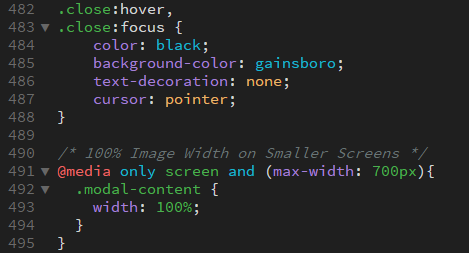 482 .close:hover,
483 ▼ .close:focus {
484     color: black;
485     background-color: gainsboro;
486     text-decoration: none;
487     cursor: pointer;
488 }
489
490 /* 100% Image Width on Smaller Screens */
491 ▼ @media only screen and (max-width: 700px){
492 ▼   .modal-content {
493     width: 100%;
494   }
495 }